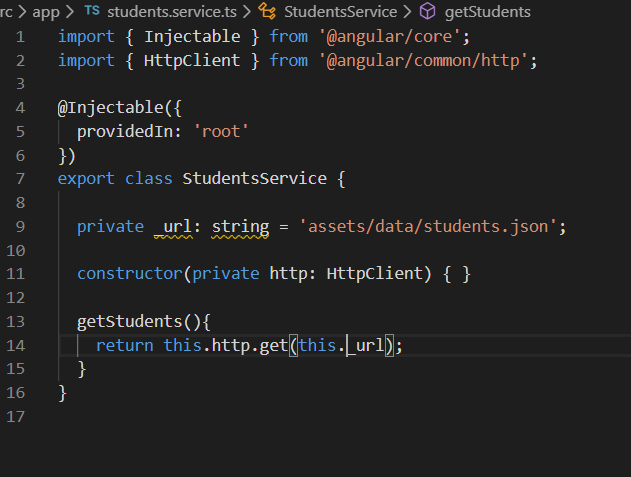 rc > app > TS students.service.ts > StudentsService > getStudents
1 import { Injectable } from '@angular/core';
2 import { HttpClient } from '@angular/common/http';
3
4 @Injectable({
5 providedIn: 'root'
6 })
7 export class StudentsService {
8
9 private _url: string = 'assets/data/students.json';
10
11 constructor(private http: HttpClient) { }
12
13 getStudents(){
14 return this.http.get(this._url);
15 }
16 }
17